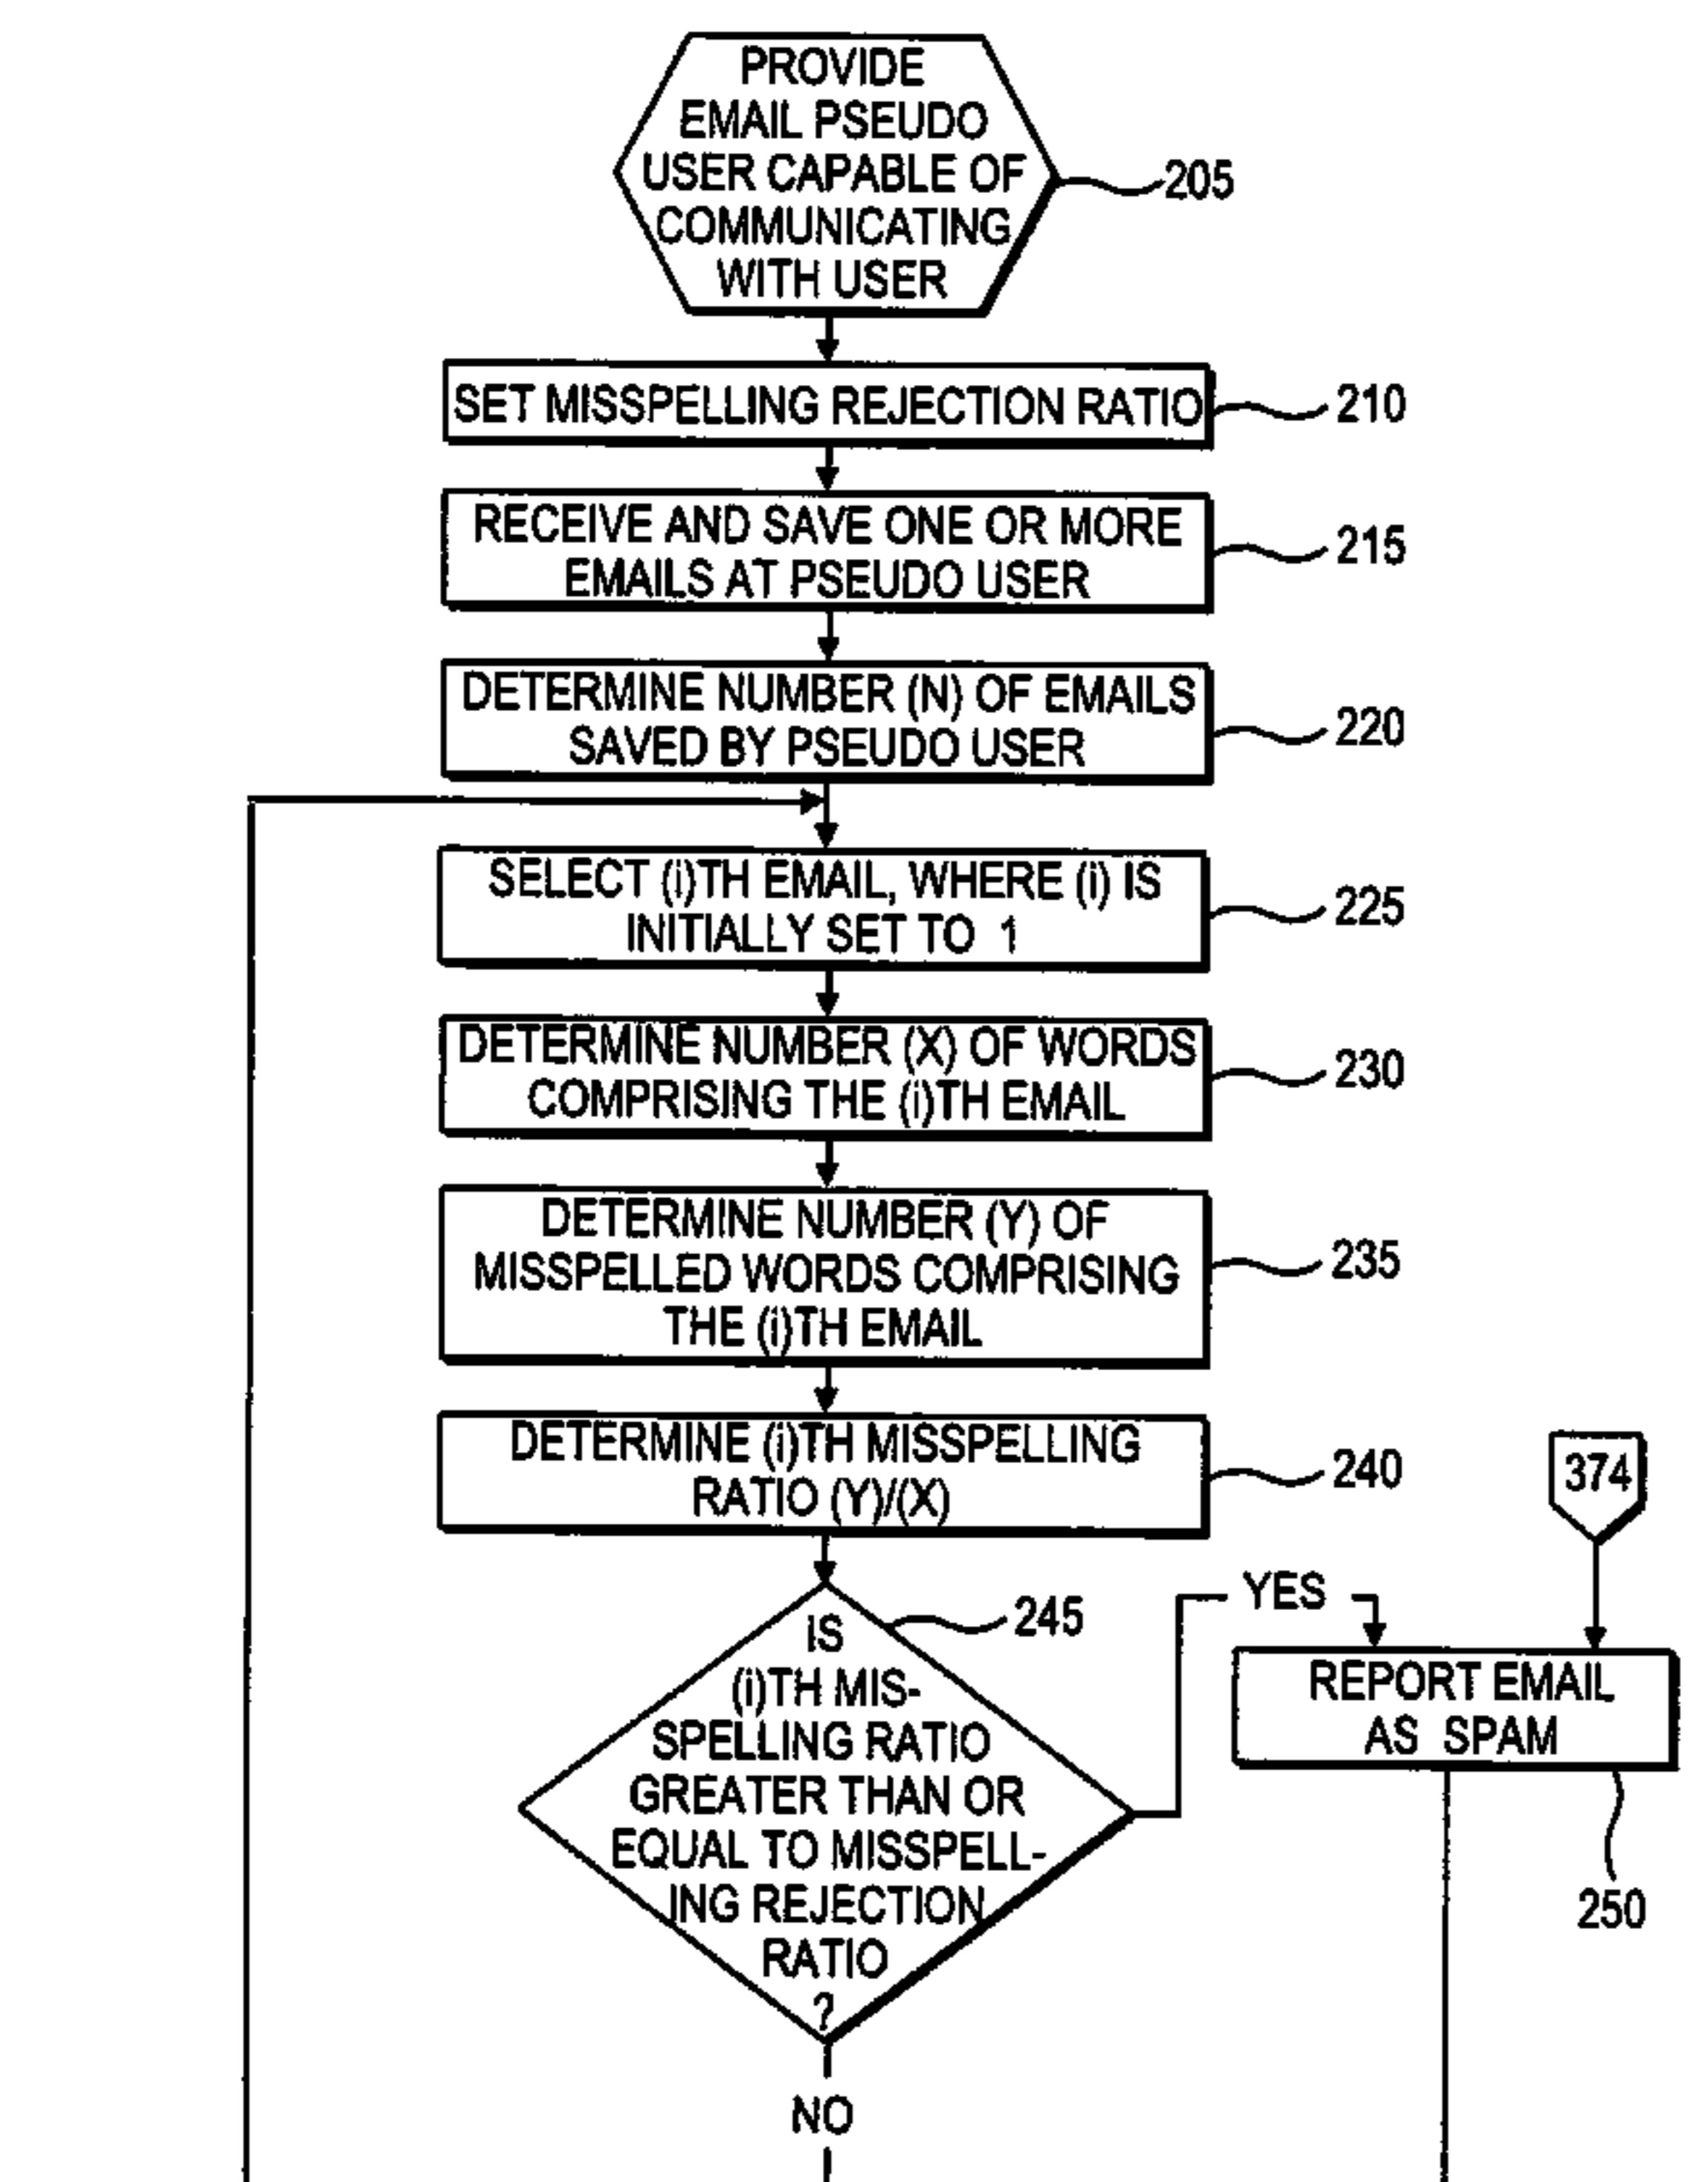 PROVIDE
EMAIL PSEUDO
USER CAPABLE OF
COMMUNICATING
WITH USER
205
SET MISSPELLING REJECTION RATIO
210
RECEIVE AND SAVE ONE OR MORE
EMAILS AT PSEUDO USER
215
DETERMINE NUMBER (N) OF EMAILS
SAVED BY PSEUDO USER
220
SELECT (i)TH EMAIL, WHERE (i) IS
INITIALLY SET TO 1
225
DETERMINE NUMBER (X) OF WORDS
COMPRISING THE (i)TH EMAIL
230
DETERMINE NUMBER (Y) OF
MISSPELLED WORDS COMPRISING
THE (i)TH EMAIL
235
DETERMINE (i)TH MISSPELLING
RATIO (Y)/(X)
240
374
IS
(i)TH MIS-
SPELLING RATIO
GREATER THAN OR
EQUAL TO MISSPELL-
ING REJECTION
RATIO
?
245
YES
REPORT EMAIL
AS SPAM
250
NO